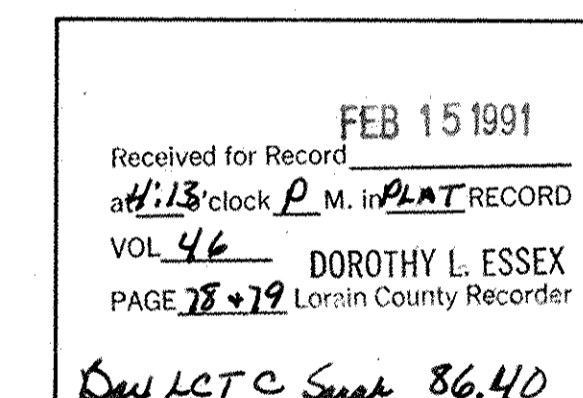 FEB 15 1991
Received for Record
at 4:13 o'clock P M. in PLAT RECORD
VOL 46
DOROTHY L. ESSEX
PAGE 78 + 79 Lorain County Recorder
LCTC 86.40